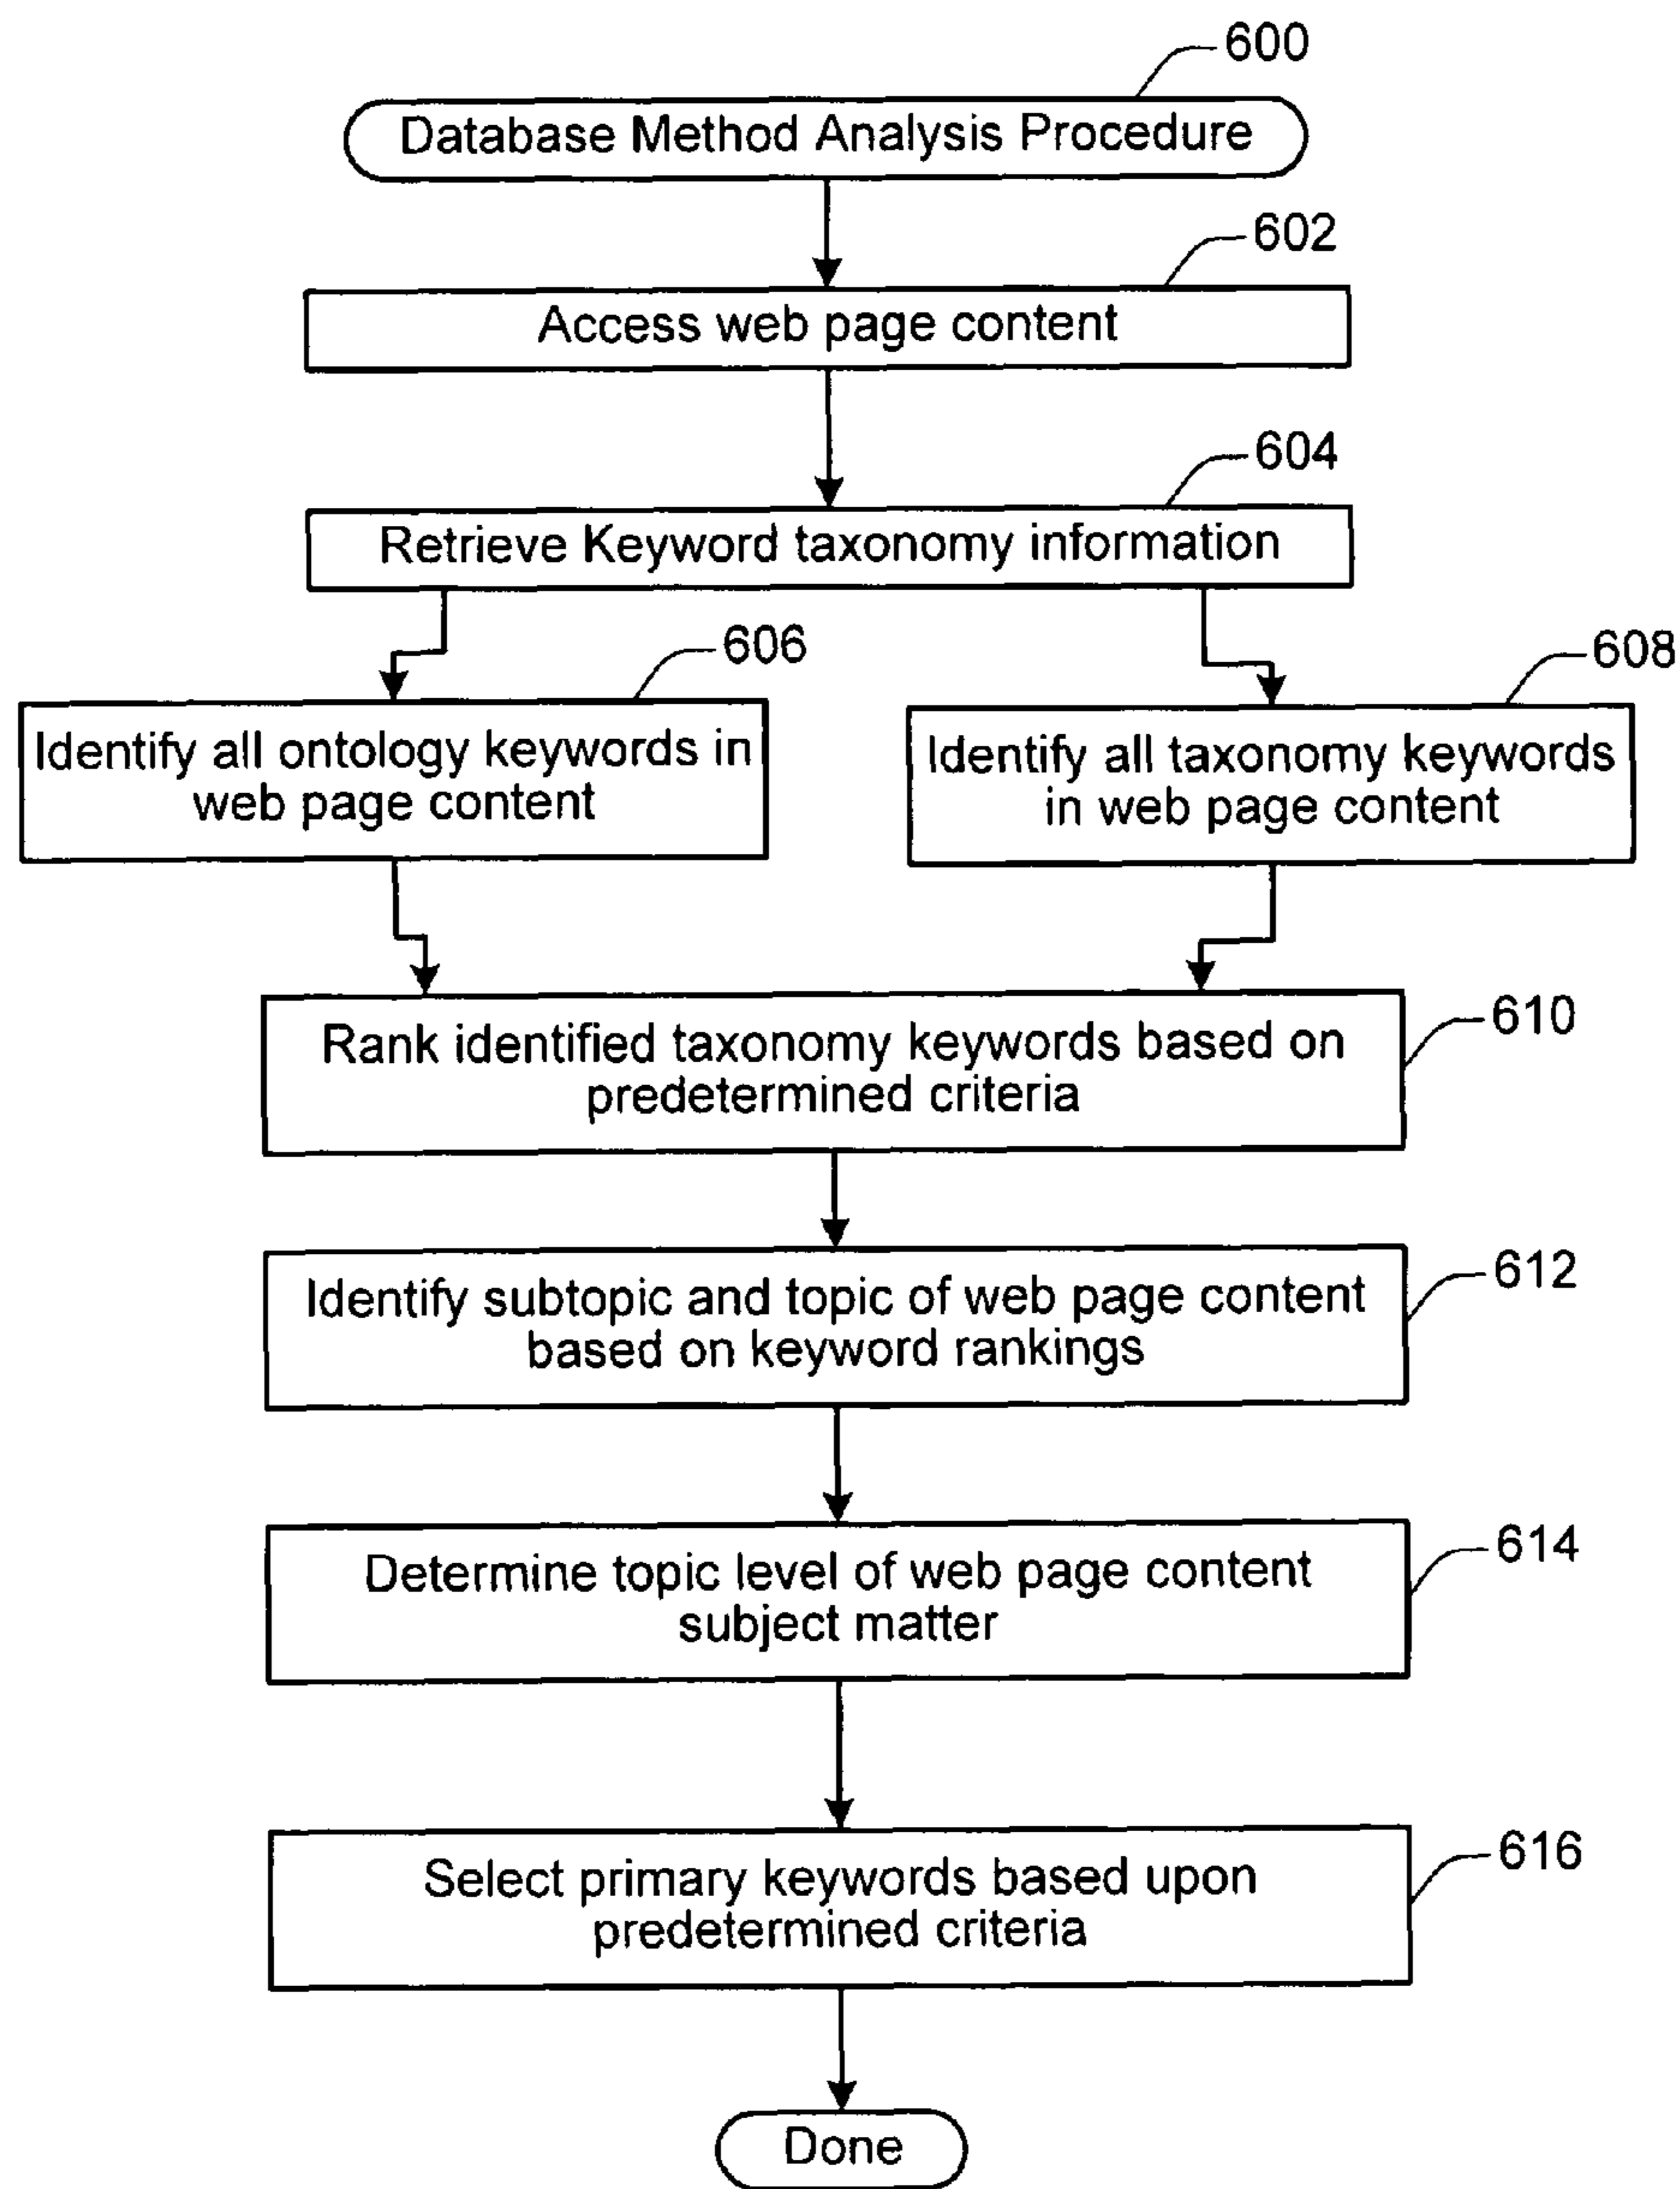 600
Database Method Analysis Procedure
602
Access web page content
604
Retrieve Keyword taxonomy information
606
Identify all ontology keywords in
web page content
608
Identify all taxonomy keywords
in web page content
610
Rank identified taxonomy keywords based on
predetermined criteria
612
Identify subtopic and topic of web page content
based on keyword rankings
614
Determine topic level of web page content
subject matter
616
Select primary keywords based upon
predetermined criteria
Done